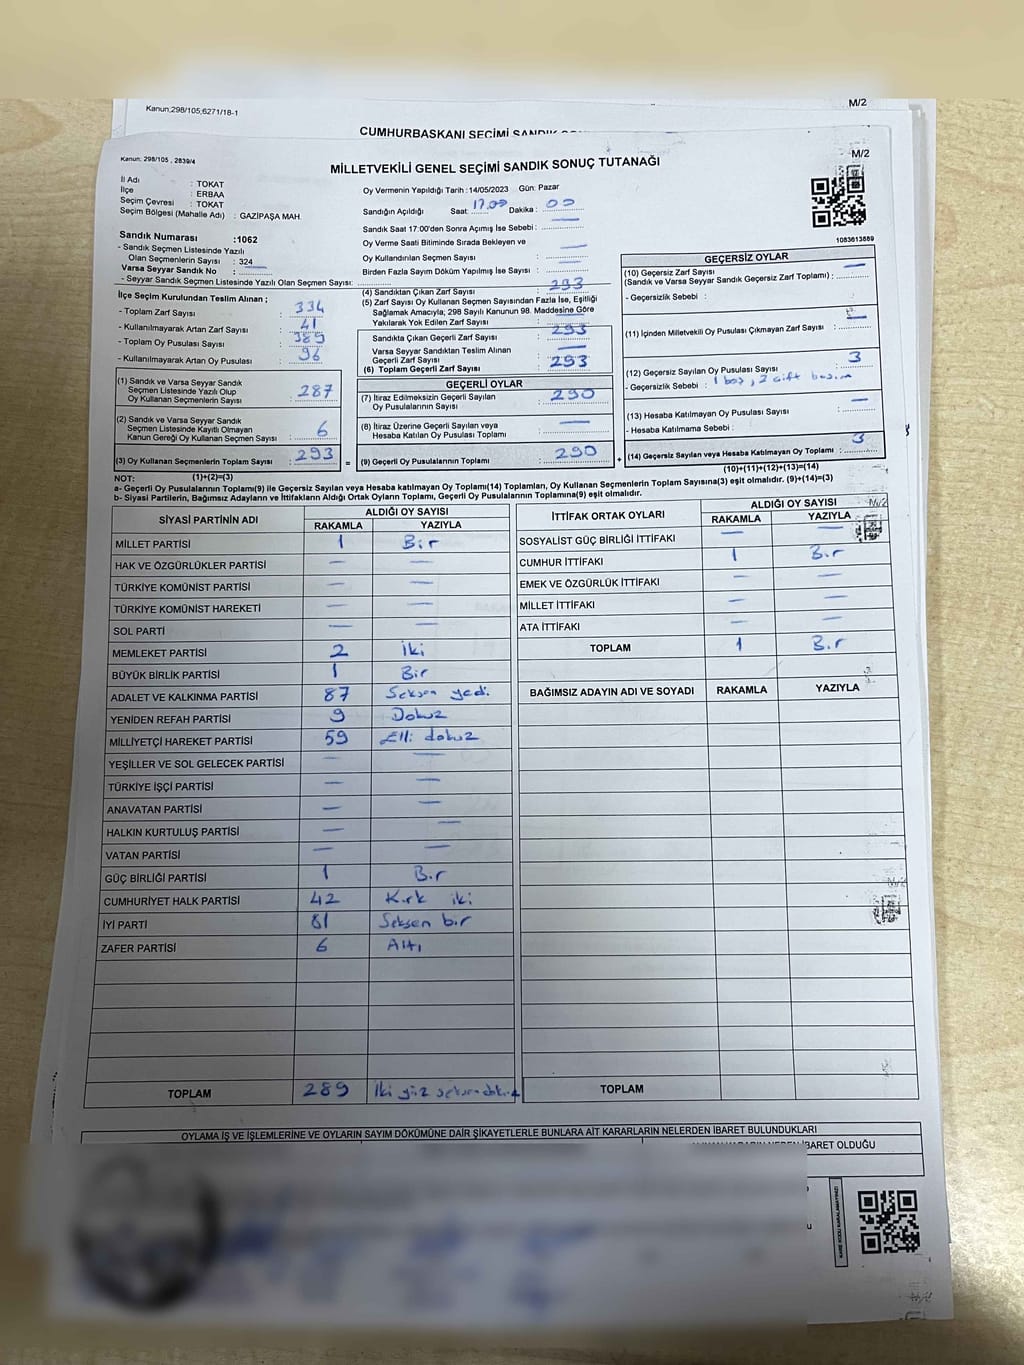 Kanun,298/105,6271/18-1
M/2
CUMHURBAŞKANI SEÇİMİ
Kanun: 298/105 , 2839/4
M/2
MİLLETVEKİLİ GENEL SEÇİMİ SANDIK SONUÇ TUTANAĞI
İl Adı : TOKAT
İlçe : ERBAA
Seçim Çevresi : TOKAT
Seçim Bölgesi (Mahalle Adı) : GAZİPAŞA MAH.
Oy Vermenin Yapıldığı Tarih : 14/05/2023 Gün: Pazar
Sandığın Açıldığı Saat: 17.00 Dakika : 00
Sandık Saat 17:00'den Sonra Açımış İse Sebebi : —
Oy Verme Saati Bitiminde Sırada Bekleyen ve
Oy Kullandırılan Seçmen Sayısı : —
Birden Fazla Sayım Döküm Yapılmış İse Sayısı : —
1083613889
Sandık Numarası :1062
- Sandık Seçmen Listesinde Yazılı
Olan Seçmenlerin Sayısı : 324
Varsa Seyyar Sandık No : —
- Seyyar Sandık Seçmen Listesinde Yazılı Olan Seçmen Sayısı:
İlçe Seçim Kurulundan Teslim Alınan ;
- Toplam Zarf Sayısı : 334
- Kullanılmayarak Artan Zarf Sayısı : 41
- Toplam Oy Pusulası Sayısı : 389
- Kullanılmayarak Artan Oy Pusulası : 96
(1) Sandık ve Varsa Seyyar Sandık
Seçmen Listesinde Yazılı Olup
Oy Kullanan Seçmenlerin Sayısı : 287
(2) Sandık ve Varsa Seyyar Sandık
Seçmen Listesinde Kayıtlı Olmayan
Kanun Gereği Oy Kullanan Seçmen Sayısı : 6
(3) Oy Kullanan Seçmenlerin Toplam Sayısı : 293
(1)+(2)=(3)
(4) Sandıktan Çıkan Zarf Sayısı : 293
(5) Zarf Sayısı Oy Kullanan Seçmen Sayısından Fazla İse, Eşitliği
Sağlamak Amacıyla; 298 Sayılı Kanunun 98. Maddesine Göre
Yakılarak Yok Edilen Zarf Sayısı : —
Sandıkta Çıkan Geçerli Zarf Sayısı : 293
Varsa Seyyar Sandıktan Teslim Alınan
Geçerli Zarf Sayısı : —
(6) Toplam Geçerli Zarf Sayısı : 293
GEÇERLİ OYLAR
(7) İtiraz Edilmeksizin Geçerli Sayılan
Oy Pusulalarının Sayısı : 290
(8) İtiraz Üzerine Geçerli Sayılan veya
Hesaba Katılan Oy Pusulası Toplamı : —
= (9) Geçerli Oy Pusulalarının Toplamı : 290 +
GEÇERSİZ OYLAR
(10) Geçersiz Zarf Sayısı —
(Sandık ve Varsa Seyyar Sandık Geçersiz Zarf Toplamı) :
- Geçersizlik Sebebi :
(11) İçinden Milletvekili Oy Pusulası Çıkmayan Zarf Sayısı : —
(12) Geçersiz Sayılan Oy Pusulası Sayısı : 3
- Geçersizlik Sebebi : 1 boş, 2 çift basım
(13) Hesaba Katılmayan Oy Pusulası Sayısı : —
- Hesaba Katılmama Sebebi :
(14) Geçersiz Sayılan veya Hesaba Katılmayan Oy Toplamı : 3
(10)+(11)+(12)+(13)=(14)
NOT:
a- Geçerli Oy Pusulalarının Toplamı(9) ile Geçersiz Sayılan veya Hesaba Katılmayan Oy Toplamı(14) Toplamları, Oy Kullanan Seçmenlerin Toplam Sayısına(3) eşit olmalıdır. (9)+(14)=(3)
b- Siyasi Partilerin, Bağımsız Adayların ve İttifakların Aldığı Ortak Oyların Toplamı, Geçerli Oy Pusulalarının Toplamına(9) eşit olmalıdır.
SİYASİ PARTİNİN ADI ALDIĞI OY SAYISI
RAKAMLA YAZIYLA
MİLLET PARTİSİ 1 Bir
HAK VE ÖZGÜRLÜKLER PARTİSİ — —
TÜRKİYE KOMÜNİST PARTİSİ — —
TÜRKİYE KOMÜNİST HAREKETİ — —
SOL PARTİ — —
MEMLEKET PARTİSİ 2 İki
BÜYÜK BİRLİK PARTİSİ 1 Bir
ADALET VE KALKINMA PARTİSİ 87 Seksen yedi
YENİDEN REFAH PARTİSİ 9 Dokuz
MİLLİYETÇİ HAREKET PARTİSİ 59 Elli dokuz
YEŞİLLER VE SOL GELECEK PARTİSİ — —
TÜRKİYE İŞÇİ PARTİSİ — —
ANAVATAN PARTİSİ — —
HALKIN KURTULUŞ PARTİSİ — —
VATAN PARTİSİ — —
GÜÇ BİRLİĞİ PARTİSİ 1 Bir
CUMHURİYET HALK PARTİSİ 42 Kırk iki
İYİ PARTİ 81 Seksen bir
ZAFER PARTİSİ 6 Altı
TOPLAM 289 İki yüz seksen dokuz
İTTİFAK ORTAK OYLARI ALDIĞI OY SAYISI
RAKAMLA YAZIYLA
M/2
SOSYALİST GÜÇ BİRLİĞİ İTTİFAKI — —
CUMHUR İTTİFAKI 1 Bir
EMEK VE ÖZGÜRLÜK İTTİFAKI — —
MİLLET İTTİFAKI — —
ATA İTTİFAKI — —
TOPLAM 1 Bir
BAĞIMSIZ ADAYIN ADI VE SOYADI RAKAMLA YAZIYLA
TOPLAM
OYLAMA İŞ VE İŞLEMLERİNE VE OYLARIN SAYIM DÖKÜMÜNE DAİR ŞİKAYETLERLE BUNLARA AİT KARARLARIN NELERDEN İBARET BULUNDUKLARI
İBARET OLDUĞU
KARE KODU KARALAMAYINIZ!